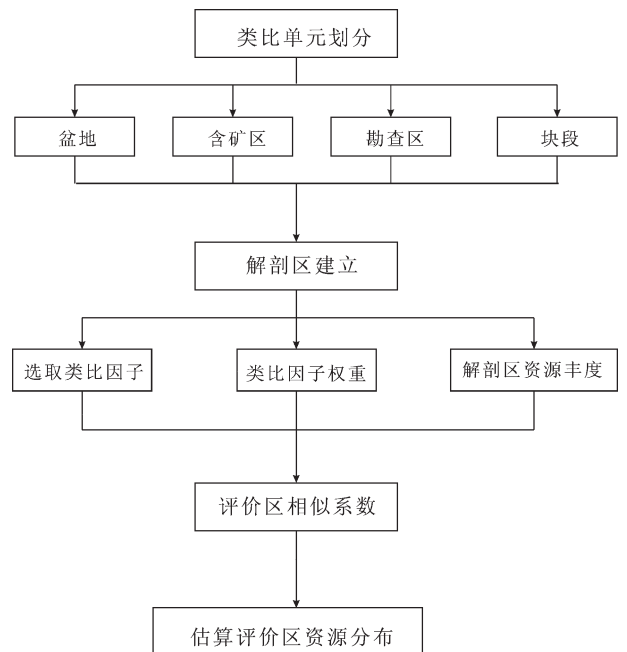 类比单元划分
盆地
含矿区
勘查区
块段
解剖区建立
选取类比因子
类比因子权重
解剖区资源丰度
评价区相似系数
估算评价区资源分布